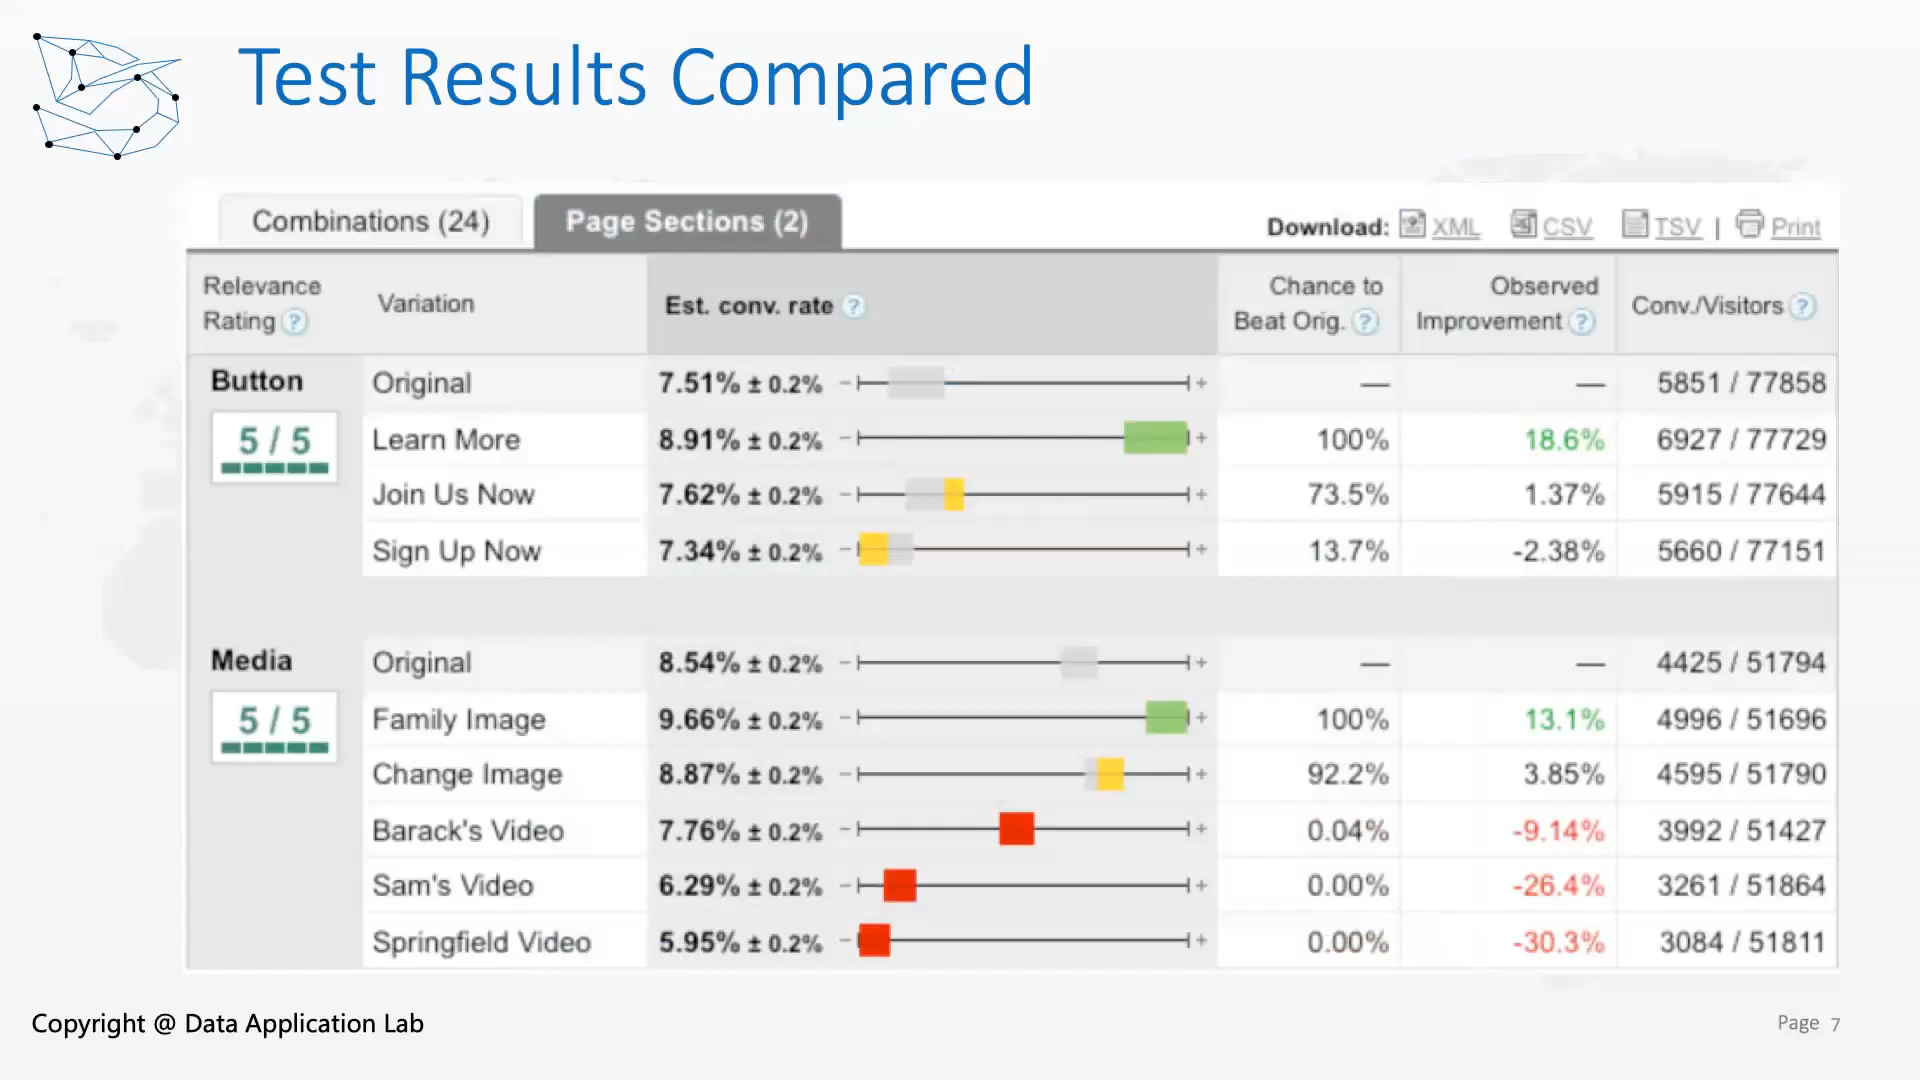 Test Results Compared
Combinations (24) Page Sections (2) Download: XML CSV TSV | Print
Relevance Rating ? Variation Est. conv. rate ? Chance to Beat Orig. ? Observed Improvement ? Conv./Visitors ?
Button Original 7.51% ± 0.2% — — 5851 / 77858
5 / 5 Learn More 8.91% ± 0.2% 100% 18.6% 6927 / 77729
Join Us Now 7.62% ± 0.2% 73.5% 1.37% 5915 / 77644
Sign Up Now 7.34% ± 0.2% 13.7% -2.38% 5660 / 77151
Media Original 8.54% ± 0.2% — — 4425 / 51794
5 / 5 Family Image 9.66% ± 0.2% 100% 13.1% 4996 / 51696
Change Image 8.87% ± 0.2% 92.2% 3.85% 4595 / 51790
Barack's Video 7.76% ± 0.2% 0.04% -9.14% 3992 / 51427
Sam's Video 6.29% ± 0.2% 0.00% -26.4% 3261 / 51864
Springfield Video 5.95% ± 0.2% 0.00% -30.3% 3084 / 51811
Copyright @ Data Application Lab
Page 7